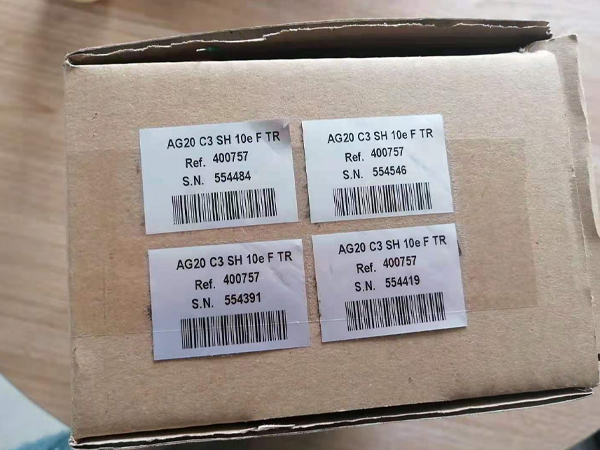 AG20 C3 SH 10e F TR
Ref. 400757
S.N. 554484
AG20 C3 SH 10e F TR
Ref. 400757
S.N. 554546
AG20 C3 SH 10e F TR
Ref. 400757
S.N. 554391
AG20 C3 SH 10e F TR
Ref. 400757
S.N. 554419